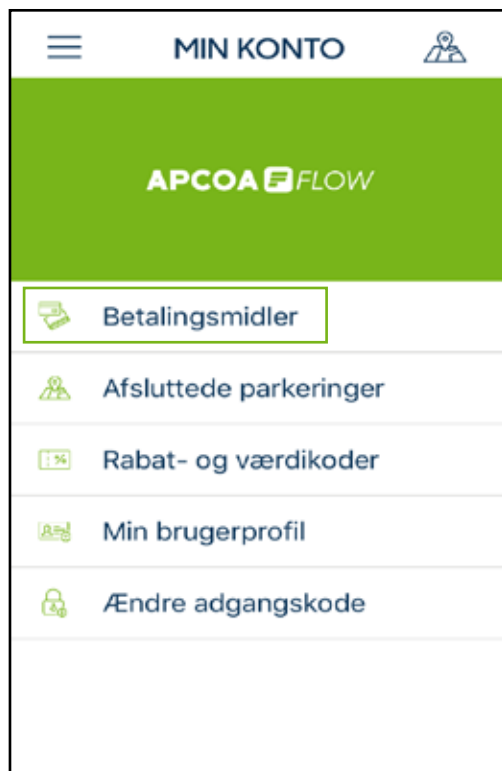 MIN KONTO
APCOA FLOW
Betalingsmidler
Afsluttede parkeringer
Rabat- og værdikoder
Min brugerprofil
Ændre adgangskode